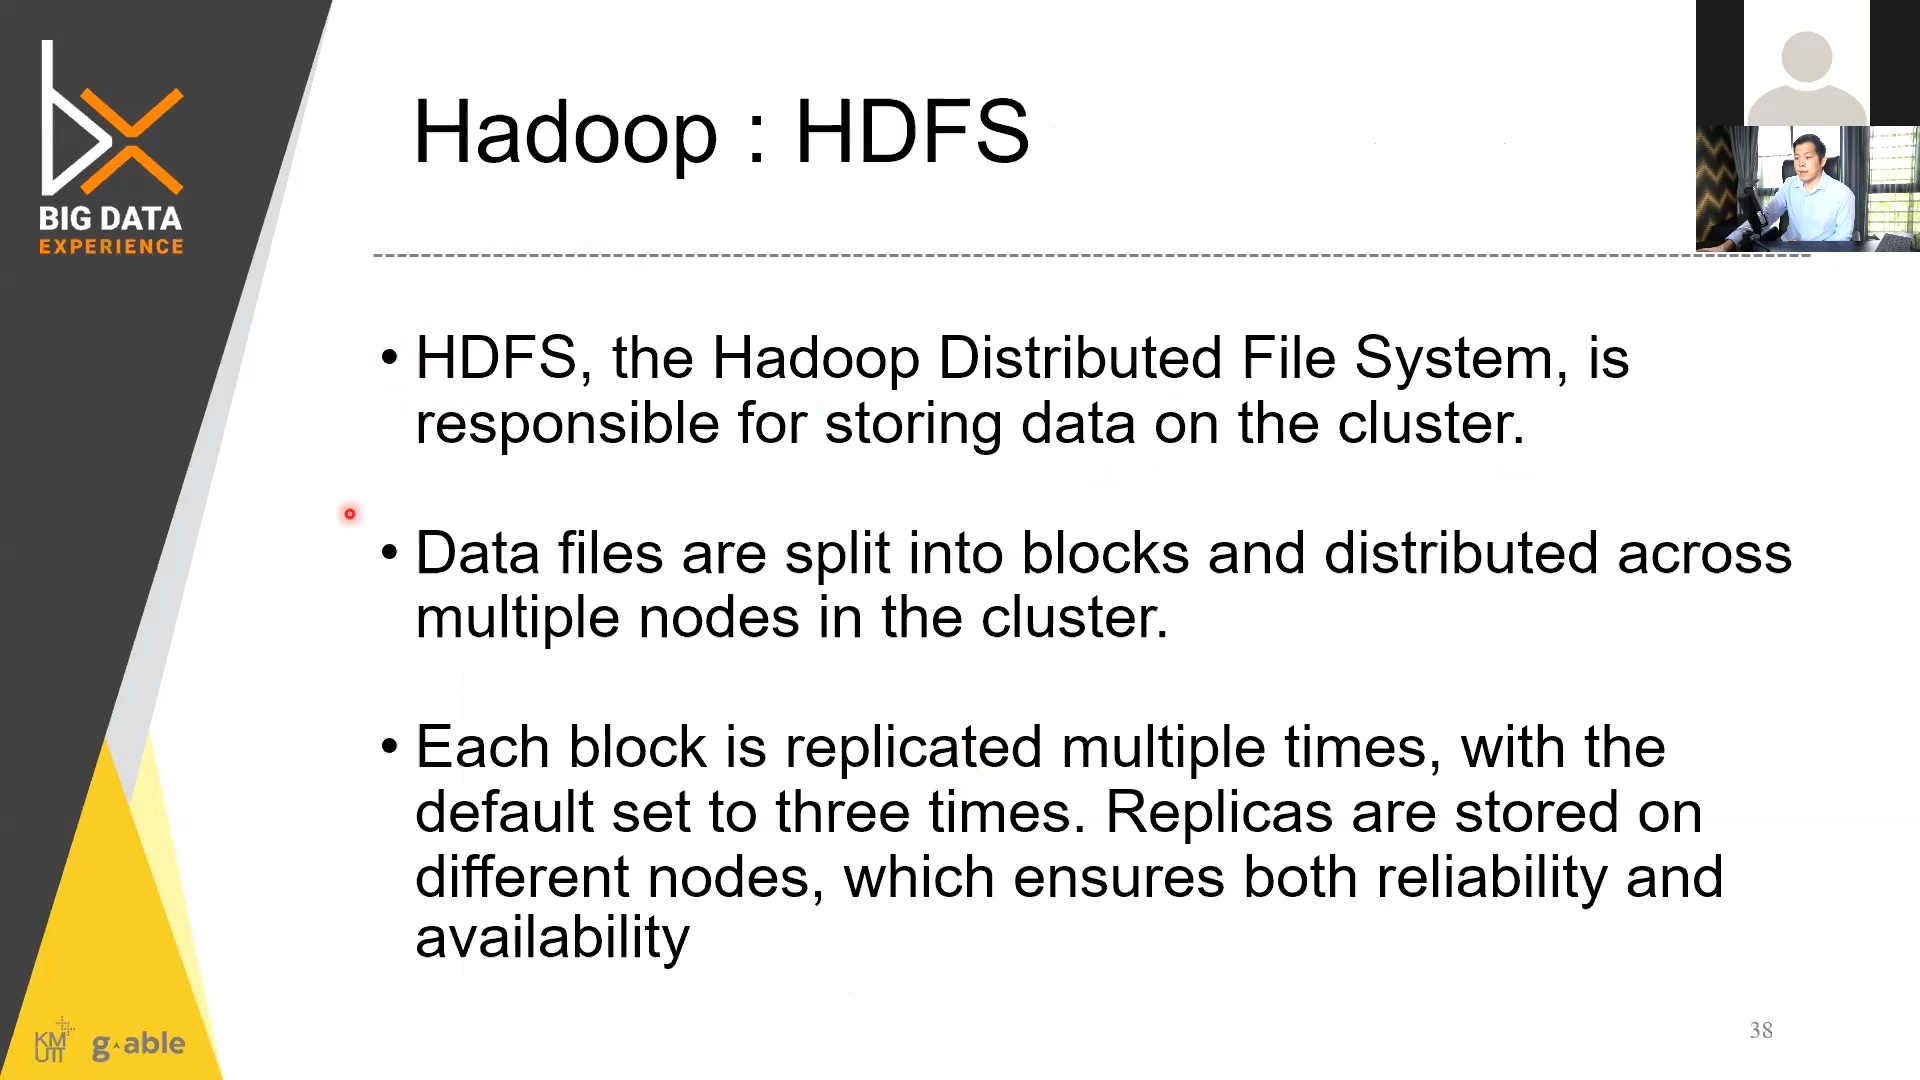 BIG DATA
EXPERIENCE
Hadoop : HDFS
• HDFS, the Hadoop Distributed File System, is
responsible for storing data on the cluster.
• Data files are split into blocks and distributed across
multiple nodes in the cluster.
• Each block is replicated multiple times, with the
default set to three times. Replicas are stored on
different nodes, which ensures both reliability and
availability
KM
UTT
g-able
38